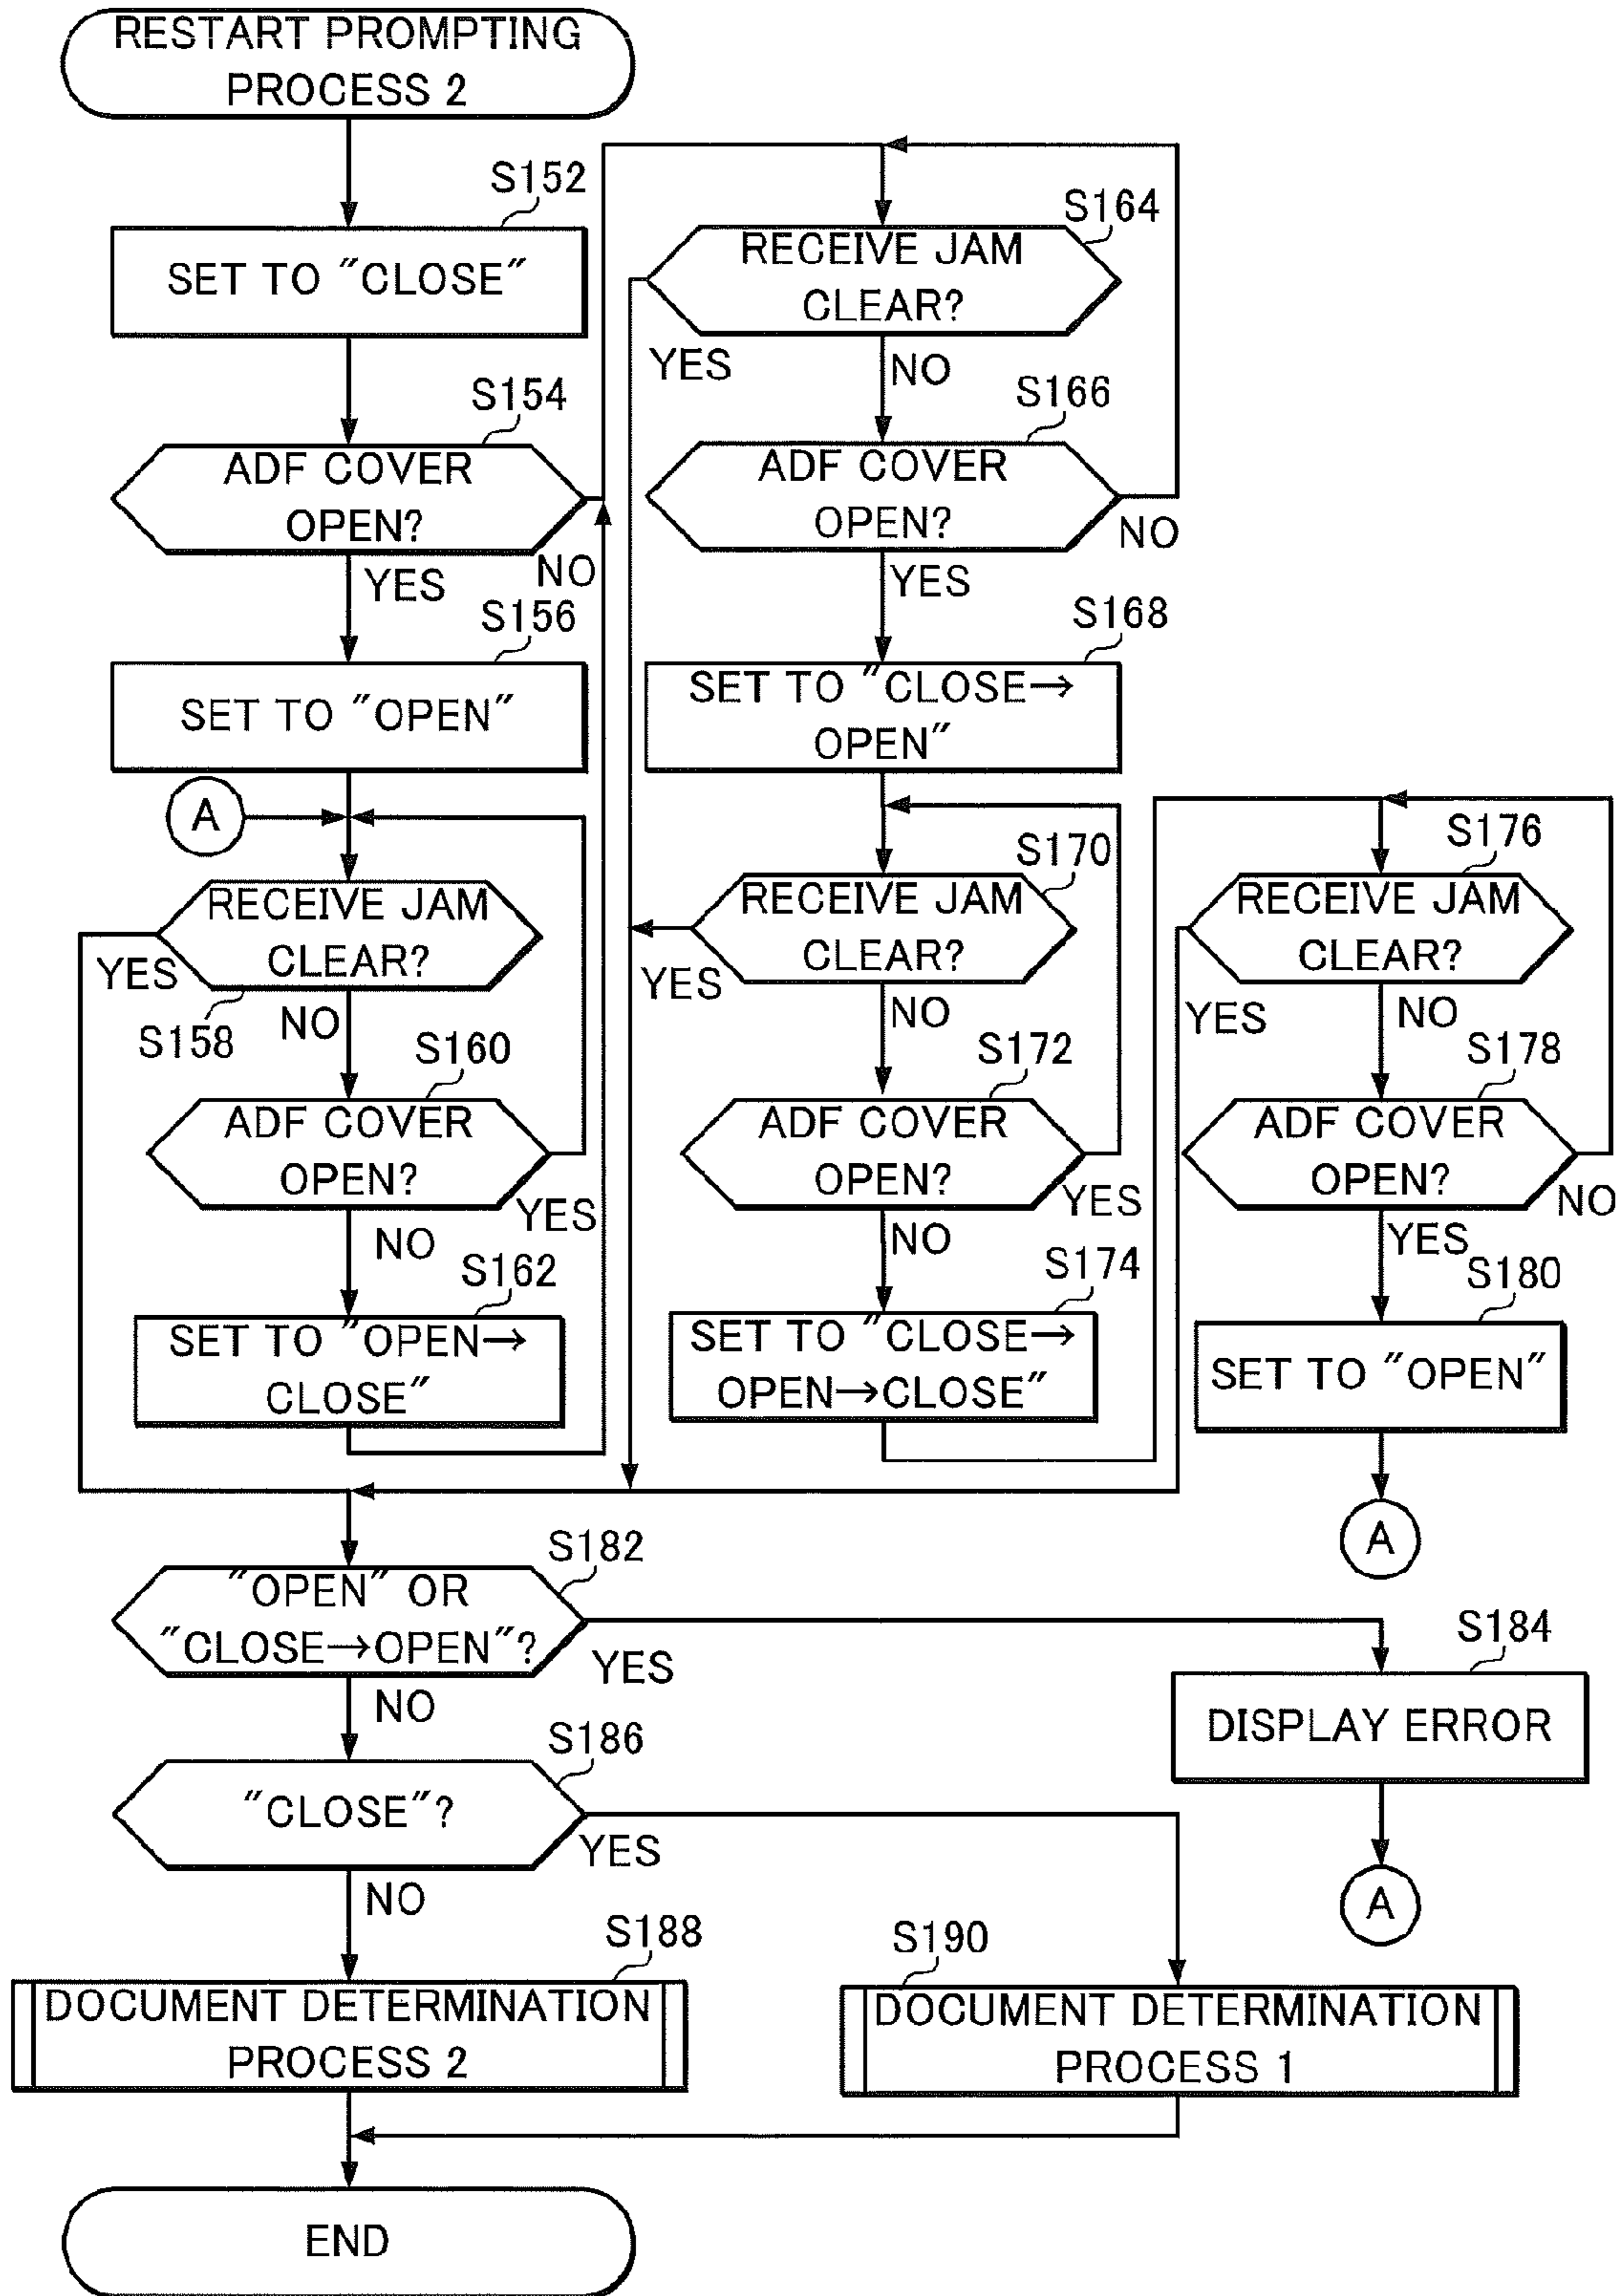 RESTART PROMPTING
PROCESS 2
S152
SET TO "CLOSE"
S154
ADF COVER
OPEN?
YES
NO
S156
SET TO "OPEN"
A
RECEIVE JAM
CLEAR?
YES
NO
S158
S160
ADF COVER
OPEN?
YES
NO
S162
SET TO "OPEN→
CLOSE"
S164
RECEIVE JAM
CLEAR?
YES
NO
S166
ADF COVER
OPEN?
NO
YES
S168
SET TO "CLOSE→
OPEN"
S170
RECEIVE JAM
CLEAR?
YES
NO
S172
ADF COVER
OPEN?
YES
NO
S174
SET TO "CLOSE→
OPEN→CLOSE"
S176
RECEIVE JAM
CLEAR?
YES
NO
S178
ADF COVER
OPEN?
NO
YES
S180
SET TO "OPEN"
A
S182
"OPEN" OR
"CLOSE→OPEN"?
YES
NO
S184
DISPLAY ERROR
A
S186
"CLOSE"?
YES
NO
S188
DOCUMENT DETERMINATION
PROCESS 2
S190
DOCUMENT DETERMINATION
PROCESS 1
END